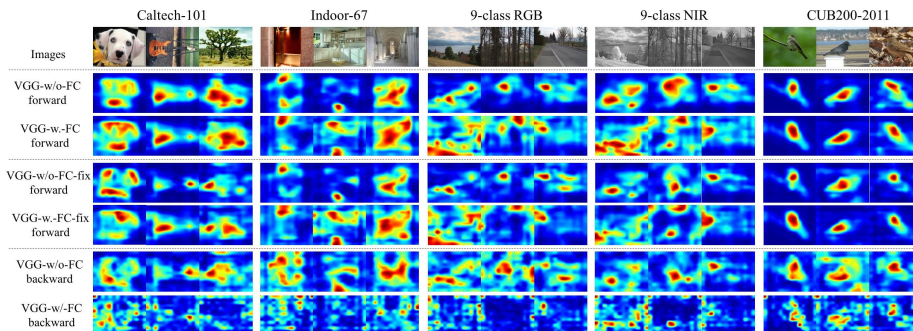 Caltech-101 Indoor-67 9-class RGB 9-class NIR CUB200-2011
Images
VGG-w/o-FC
forward
VGG-w.-FC
forward
VGG-w/o-FC-fix
forward
VGG-w.-FC-fix
forward
VGG-w/o-FC
backward
VGG-w/-FC
backward